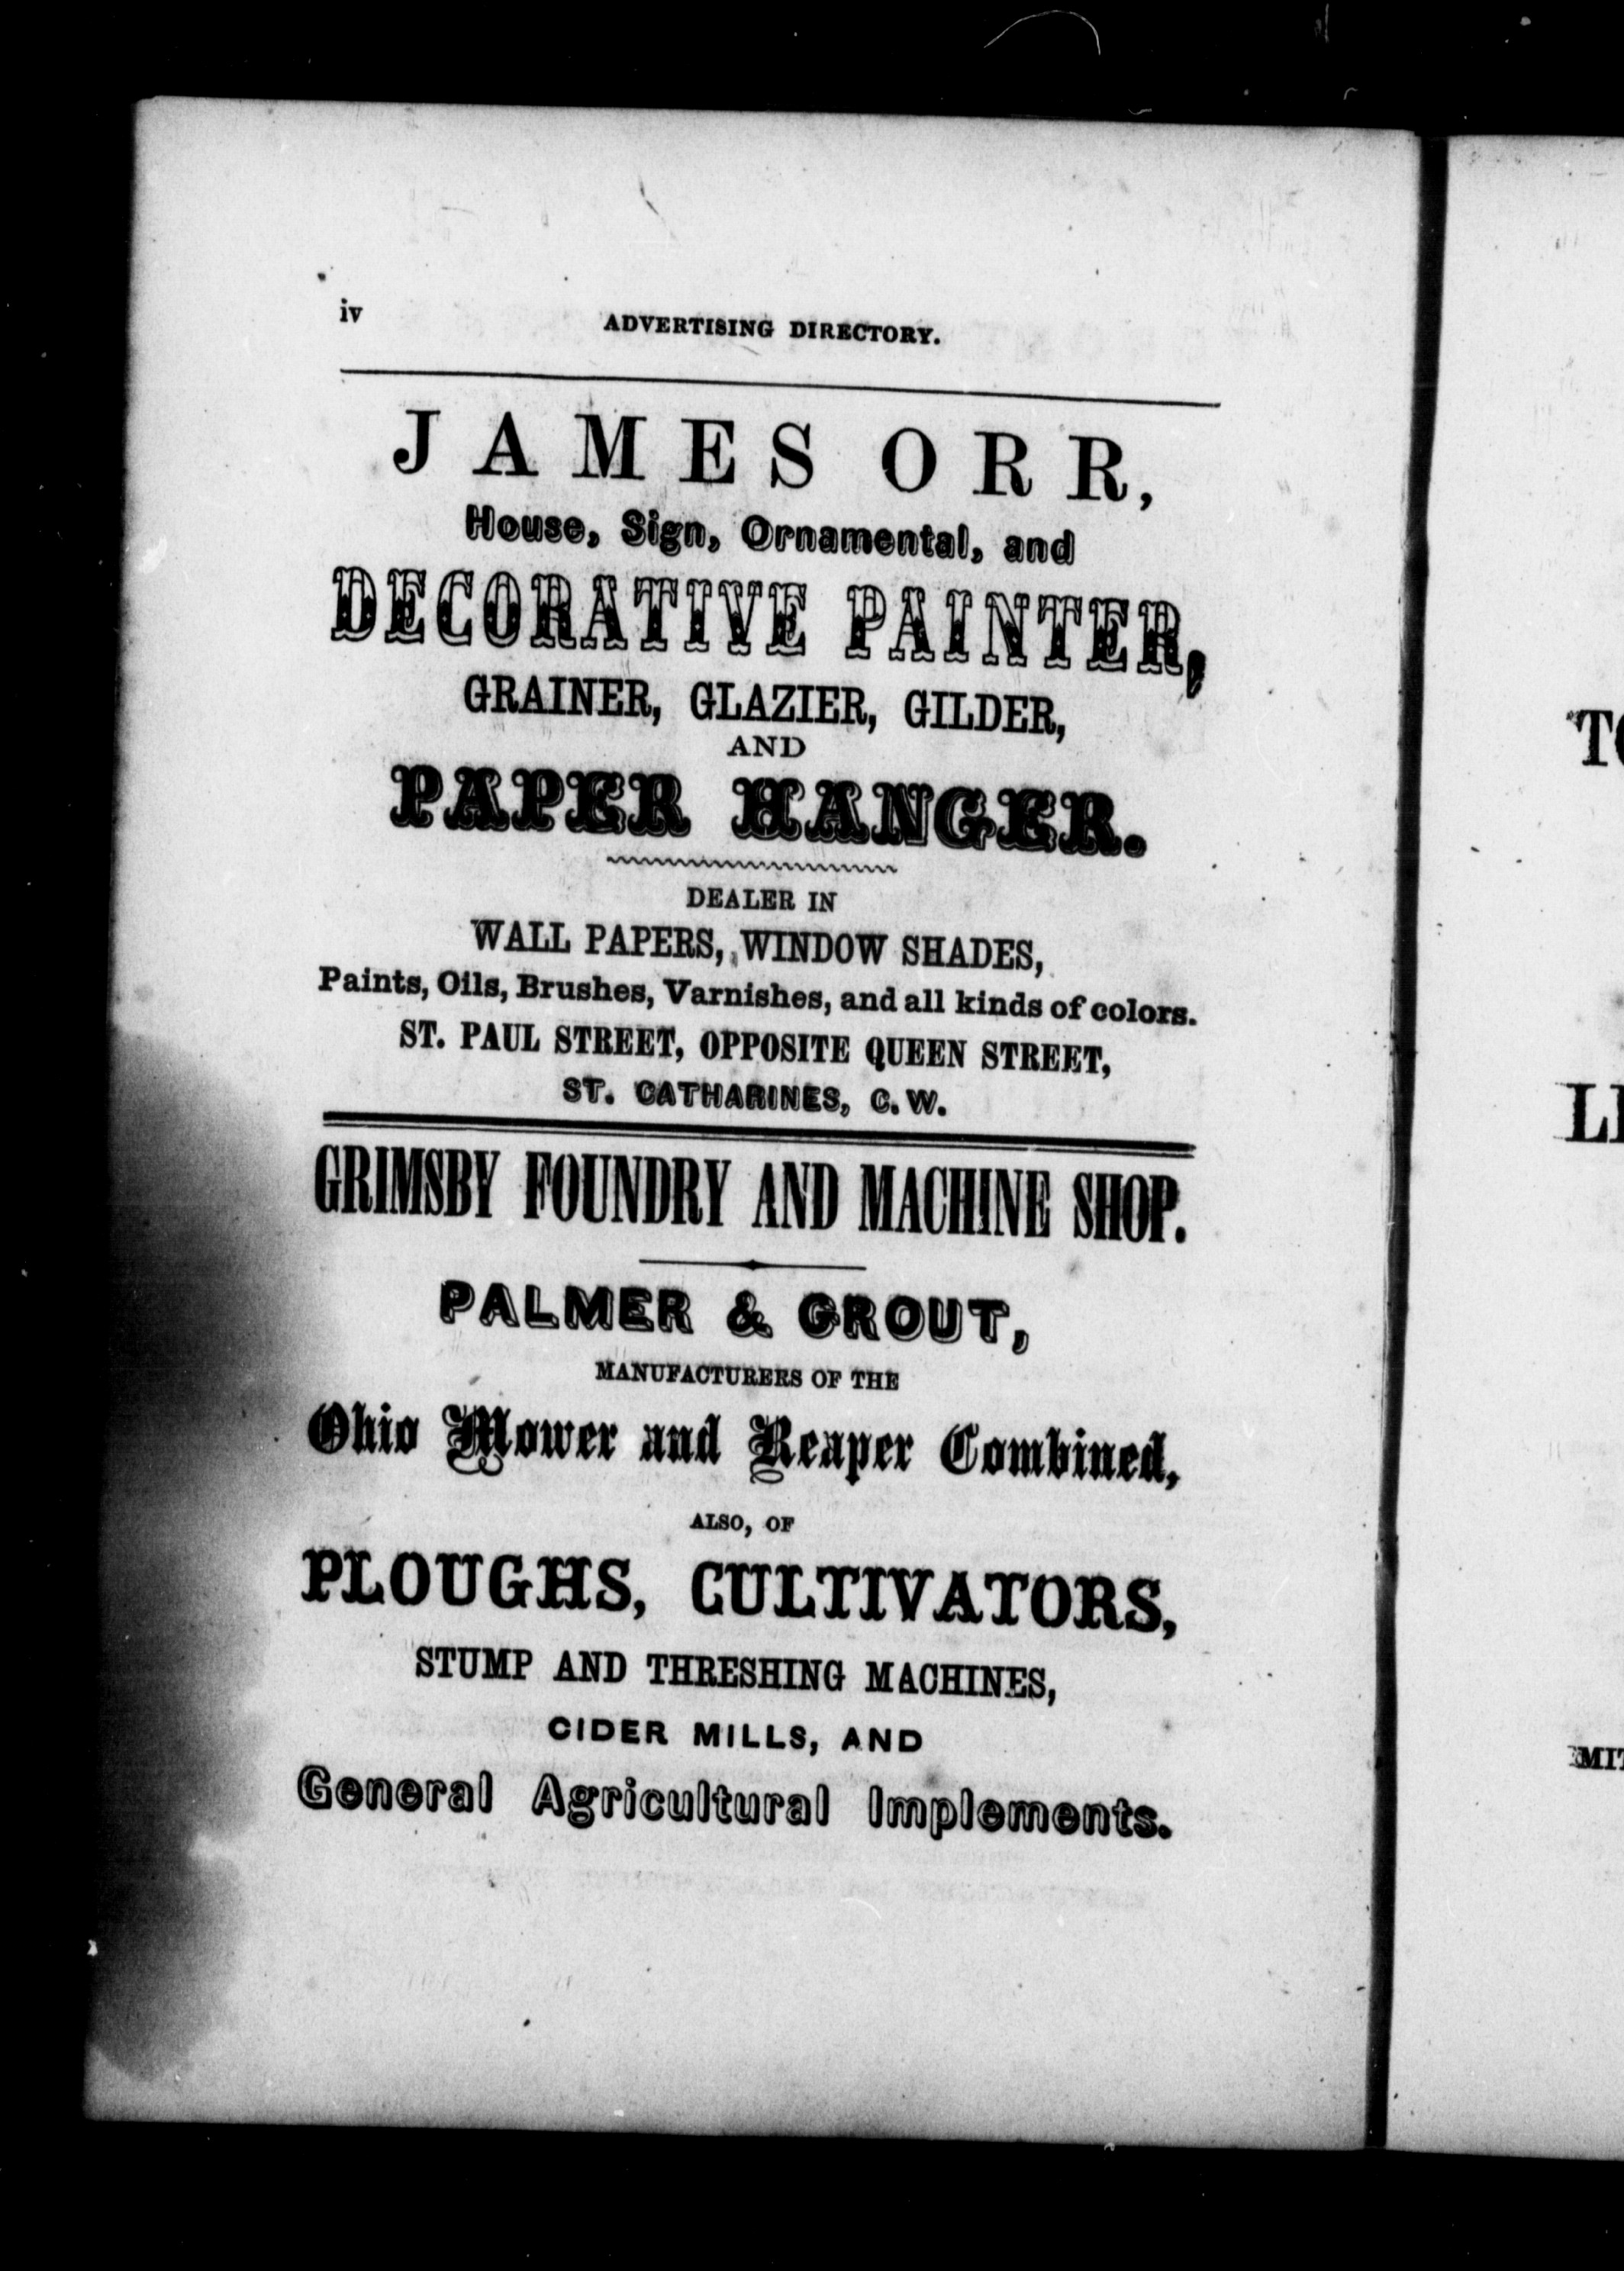 iv
ADVERTISING DIRECTORY.
JAMES ORR,
House, Sign, Ornamental, and
DECORATIVE PAINTER,
GRAINER, GLAZIER, GILDER,
AND
PAPER HANGER.
DEALER IN
WALL PAPERS, WINDOW SHADES,
Paints, Oils, Brushes, Varnishes, and all kinds of colors.
ST. PAUL STREET, OPPOSITE QUEEN STREET,
ST. CATHARINES, C. W.
GRIMSBY FOUNDRY AND MACHINE SHOP.
PALMER & GROUT,
MANUFACTURERS OF THE
Ohio Mower and Reaper Combined,
ALSO, OF
PLOUGHS, CULTIVATORS,
STUMP AND THRESHING MACHINES,
CIDER MILLS, AND
General Agricultural Implements.